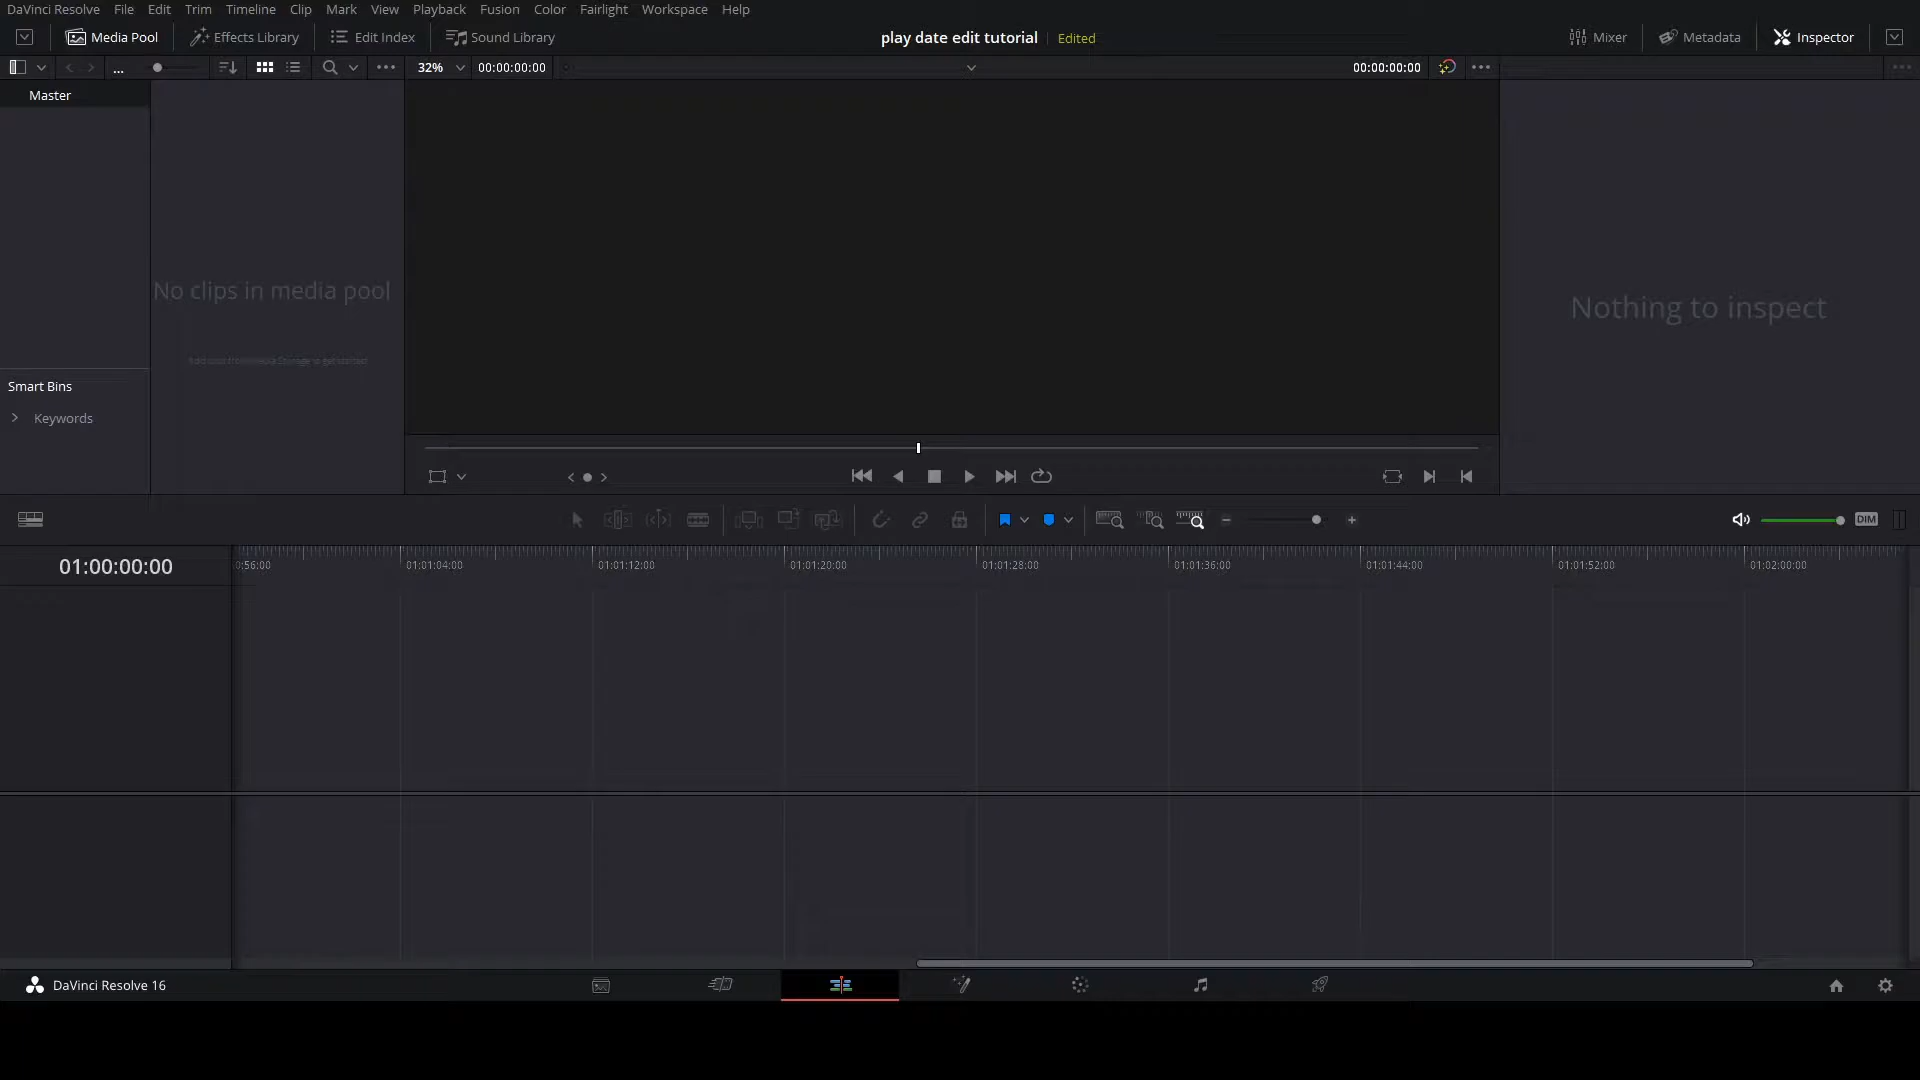 DaVinci Resolve File Edit Trim Timeline Clip Mark View Playback Fusion Color Fairlight Workspace Help
Media Pool Effects Library Edit Index Sound Library play date edit tutorial Edited Mixer Metadata Inspector
... 32% 00:00:00:00 00:00:00:00
Master
No clips in media pool
Nothing to inspect
Smart Bins
Keywords
DIM
01:00:00:00
:56:00 01:01:04:00 01:01:12:00 01:01:20:00 01:01:28:00 01:01:36:00 01:01:44:00 01:01:52:00 01:02:00:00
DaVinci Resolve 16